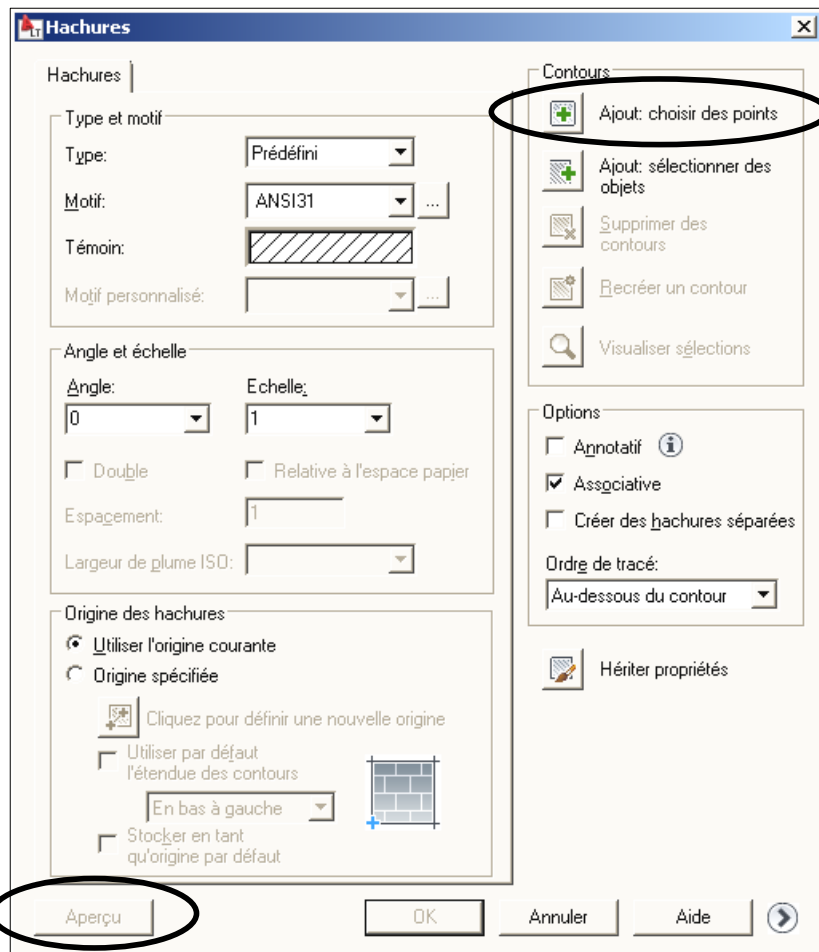 LT Hachures
Hachures
Type et motif
Type:
Prédéfini
Motif:
ANSI31
...
Témoin:
Motif personnalisé:
...
Angle et échelle
Angle:
Echelle:
0
1
Double
Relative à l'espace papier
Espacement:
1
Largeur de plume ISO:
Origine des hachures
Utiliser l'origine courante
Origine spécifiée
Cliquez pour définir une nouvelle origine
Utiliser par défaut
l'étendue des contours
En bas à gauche
Stocker en tant
qu'origine par défaut
Contours
Ajout: choisir des points
Ajout: sélectionner des
objets
Supprimer des
contours
Recréer un contour
Visualiser sélections
Options
Annotatif
Associative
Créer des hachures séparées
Ordre de tracé:
Au-dessous du contour
Hériter propriétés
Aperçu
OK
Annuler
Aide